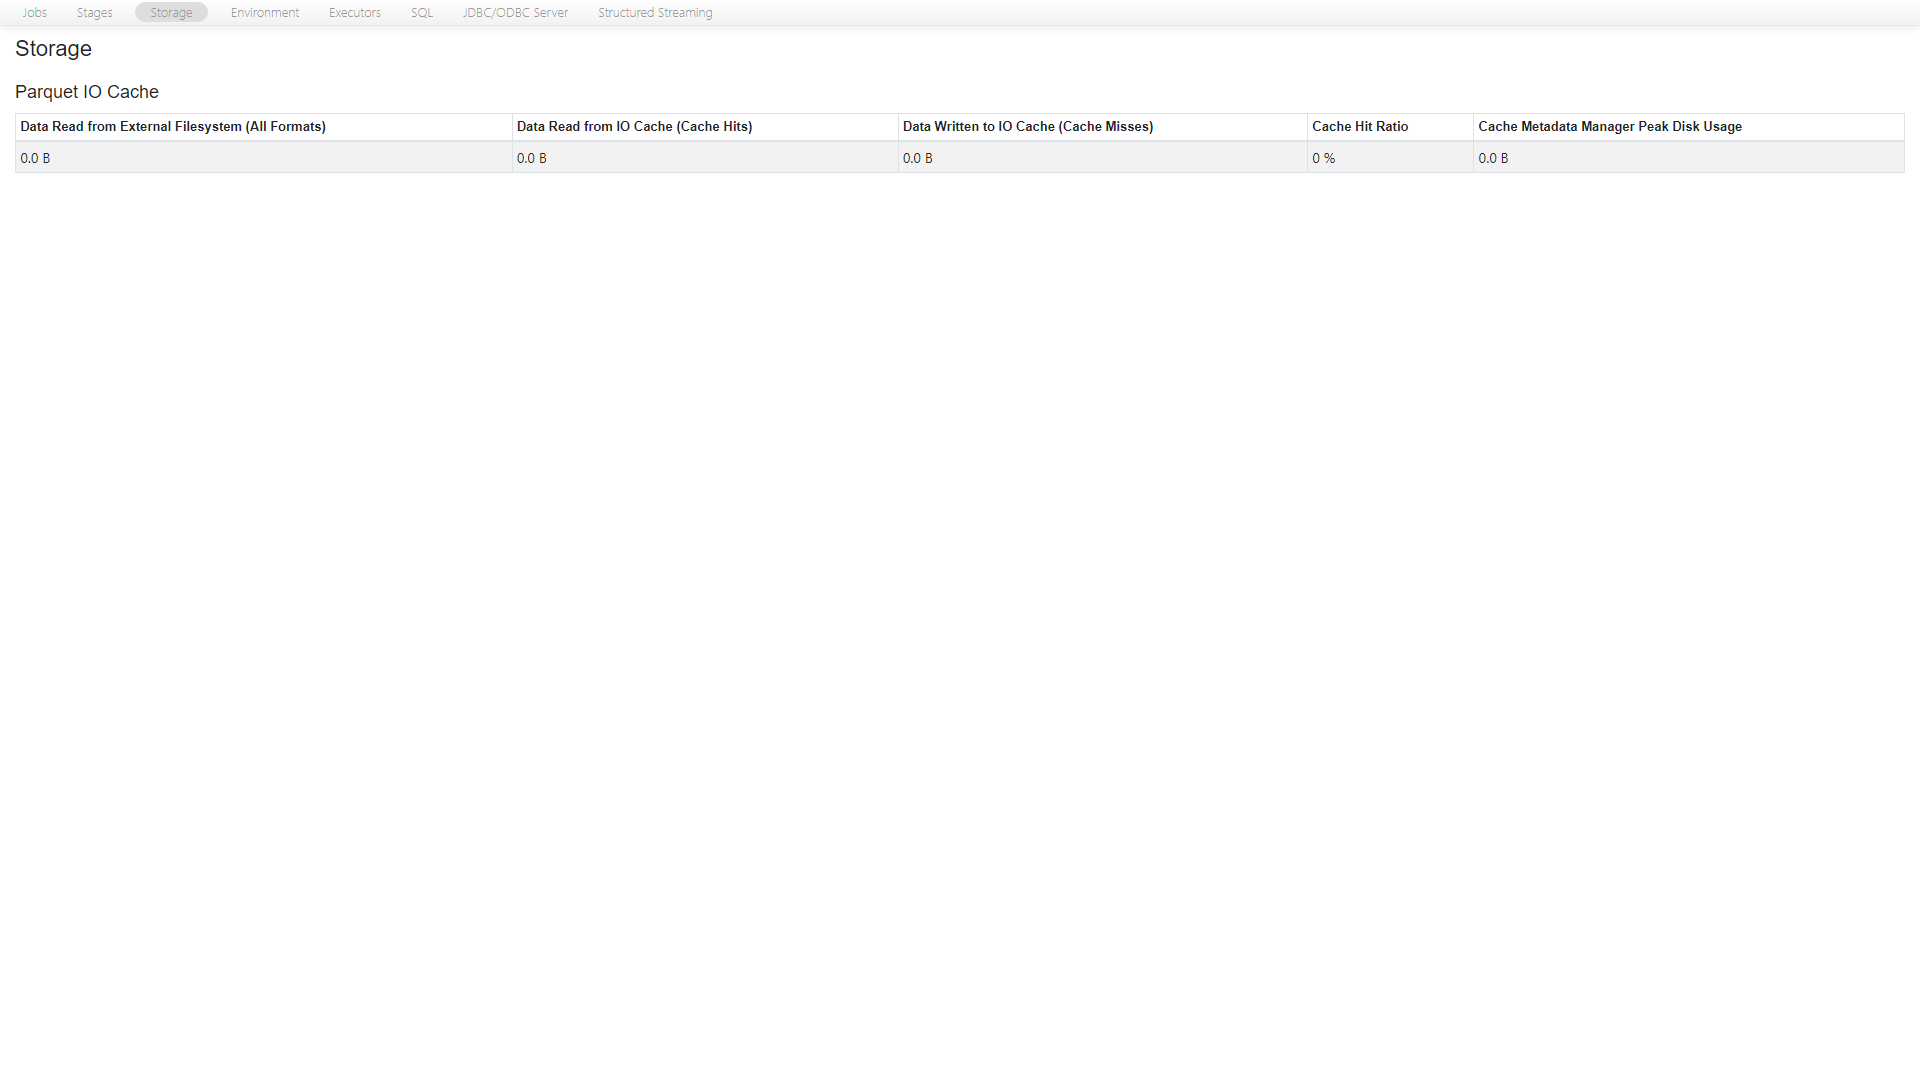 Jobs Stages Storage Environment Executors SQL JDBC/ODBC Server Structured Streaming
Storage
Parquet IO Cache
Data Read from External Filesystem (All Formats) Data Read from IO Cache (Cache Hits) Data Written to IO Cache (Cache Misses) Cache Hit Ratio Cache Metadata Manager Peak Disk Usage
0.0 B 0.0 B 0.0 B 0 % 0.0 B